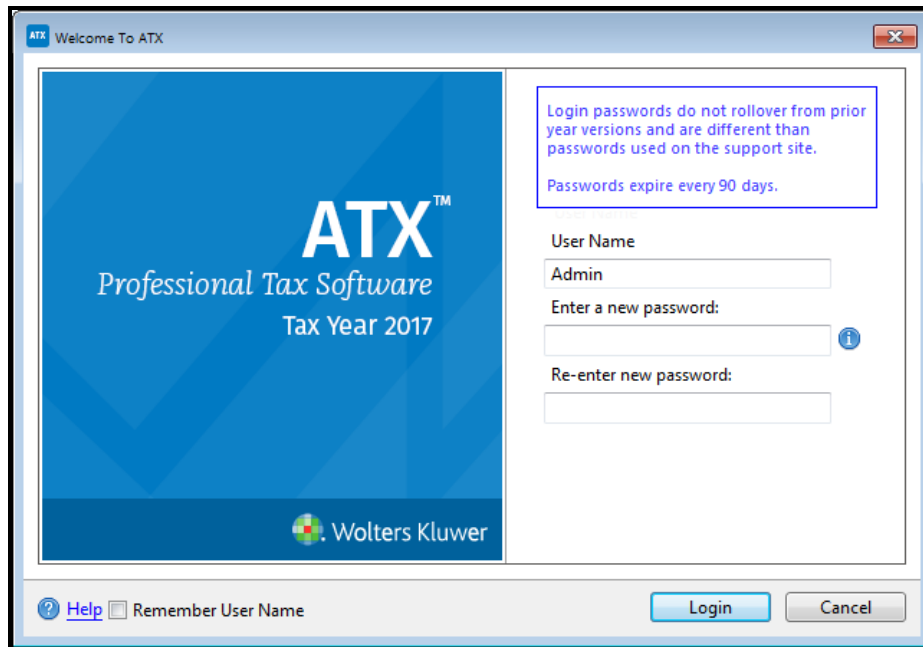 ATX Welcome To ATX
ATX™
Professional Tax Software
Tax Year 2017
Wolters Kluwer
Login passwords do not rollover from prior
year versions and are different than
passwords used on the support site.
Passwords expire every 90 days.
User Name
Admin
Enter a new password:
Re-enter new password:
Help
Remember User Name
Login
Cancel